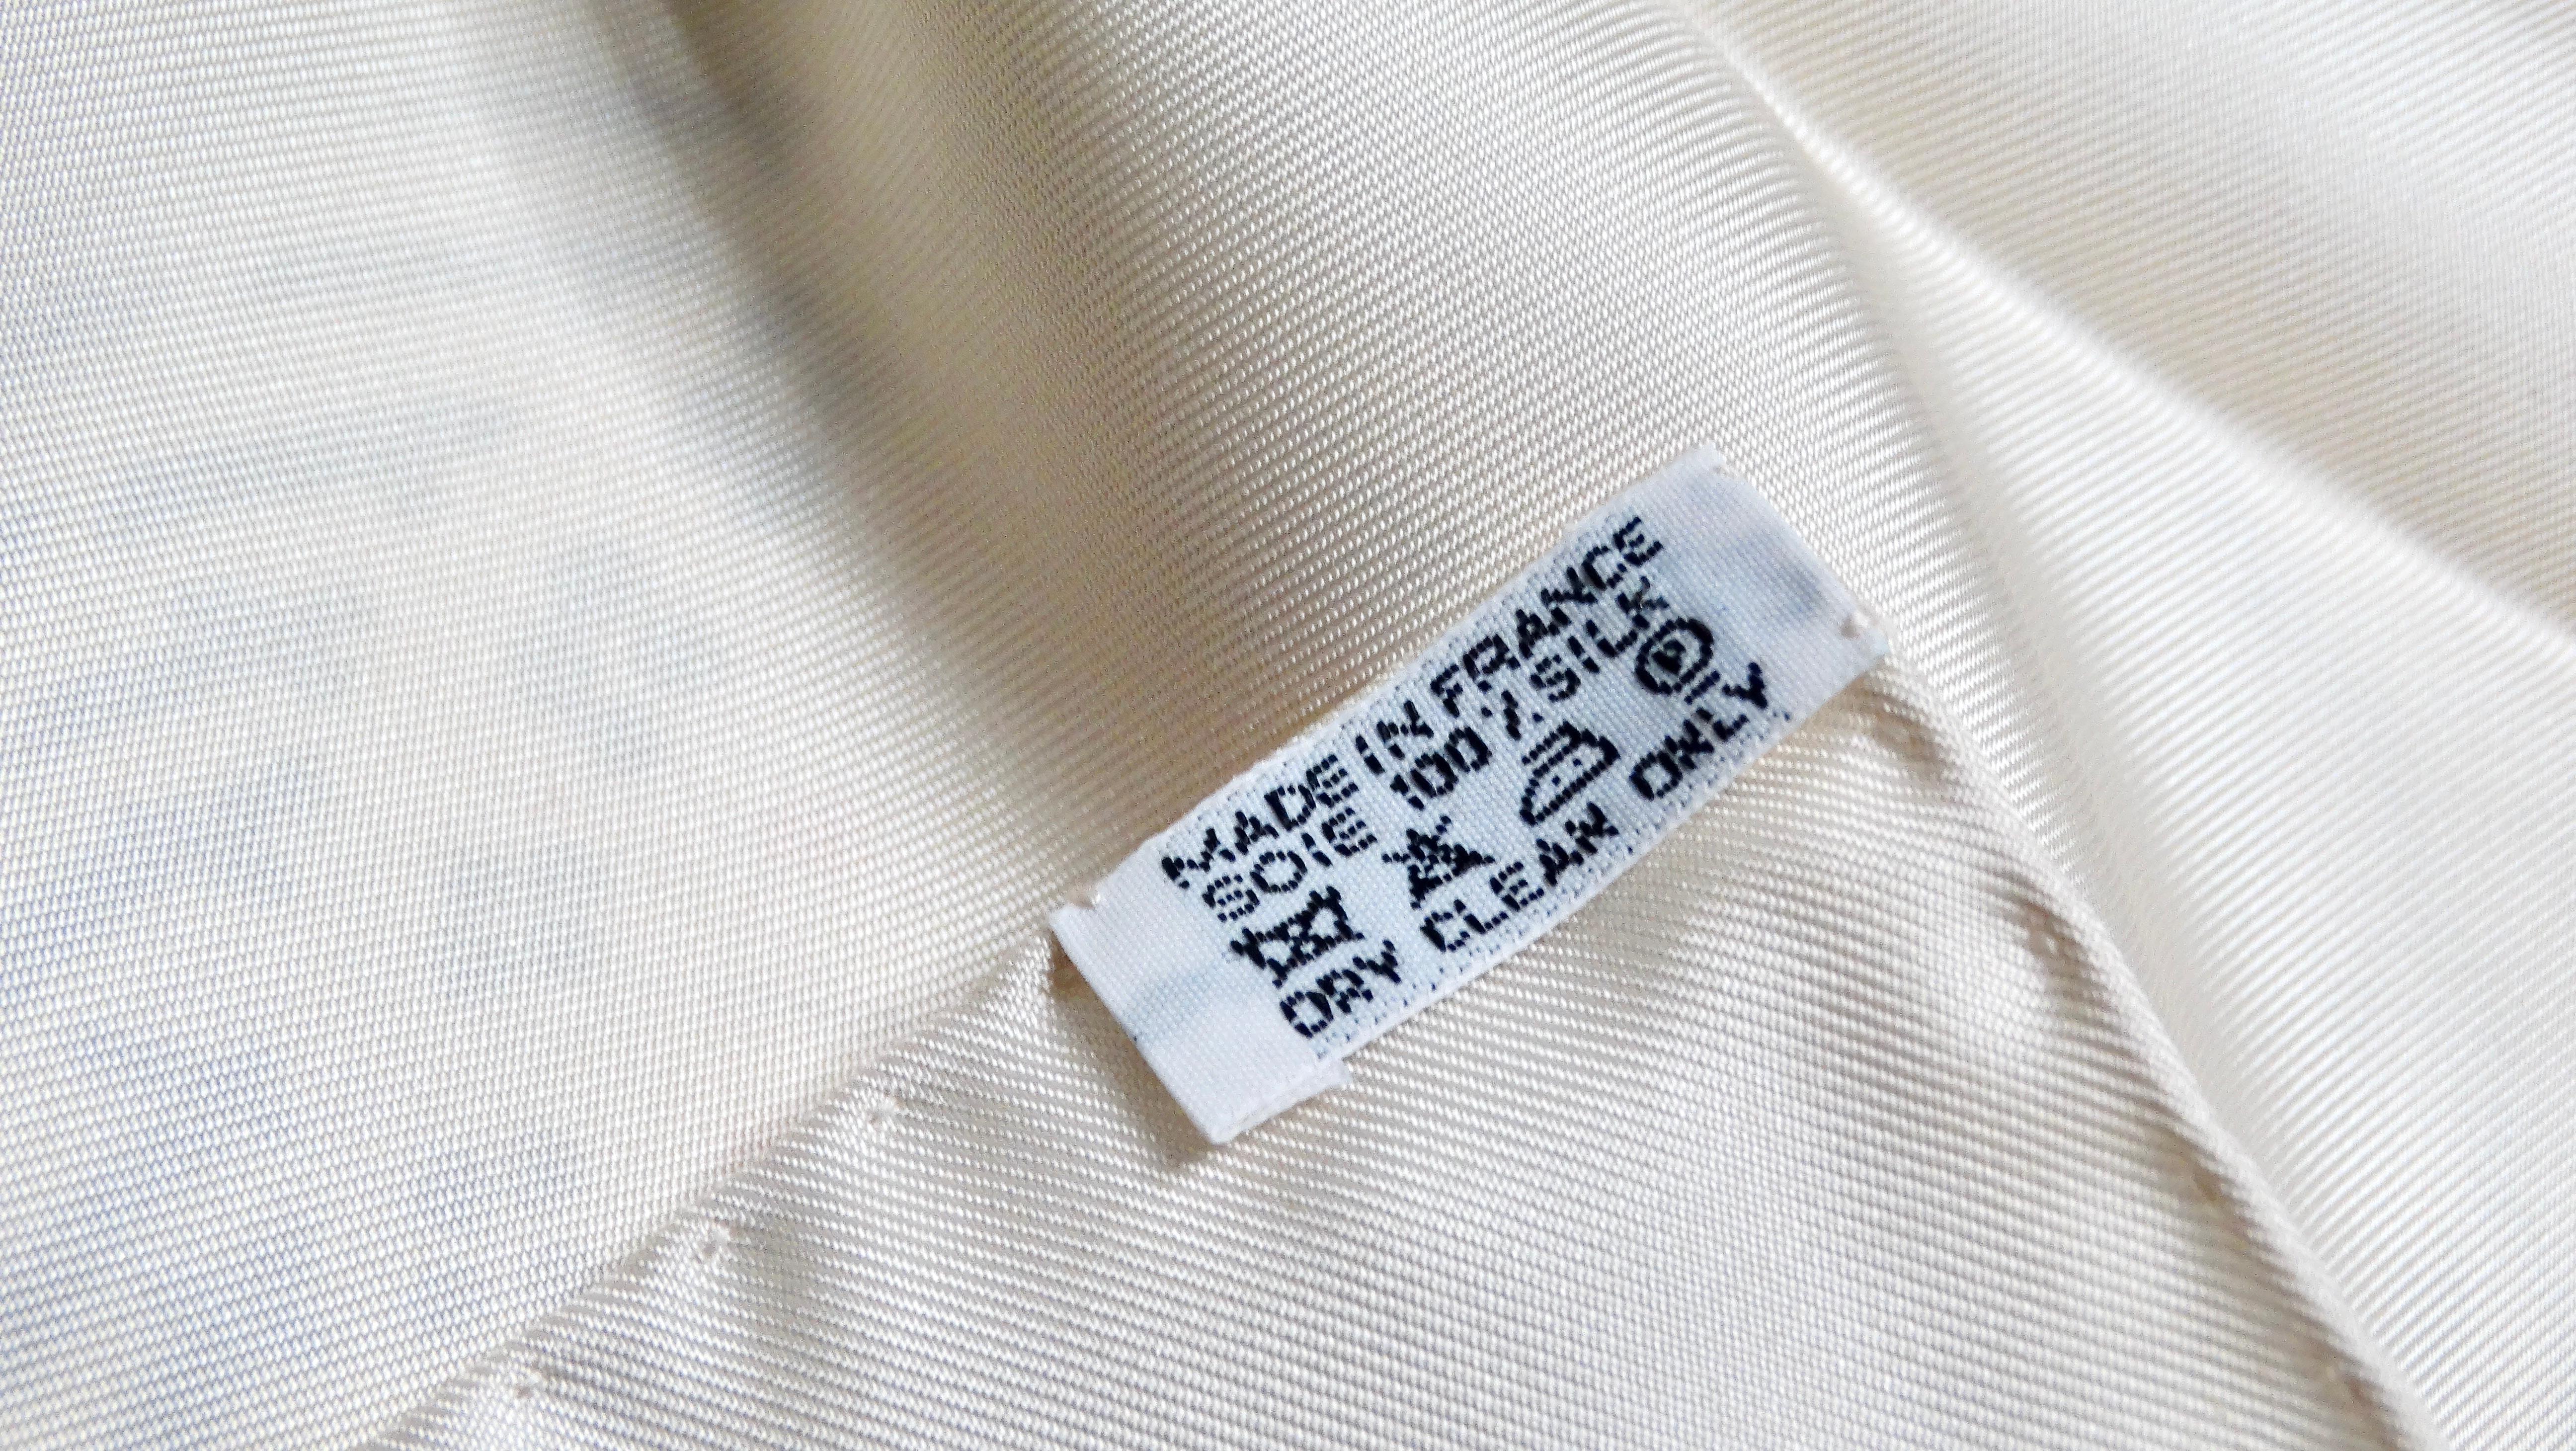 MADE IN FRANCE
SOIE 100 % SILK
P
DRY CLEAN ONLY